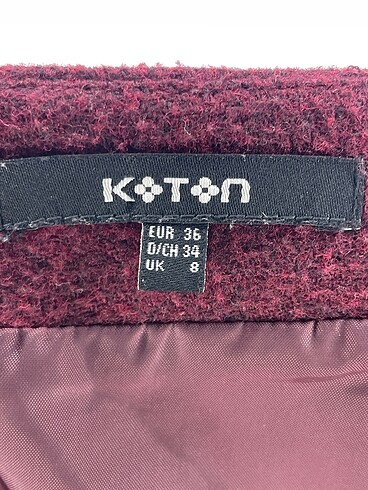 KOTON
EUR 36
D/CH 34
UK 8